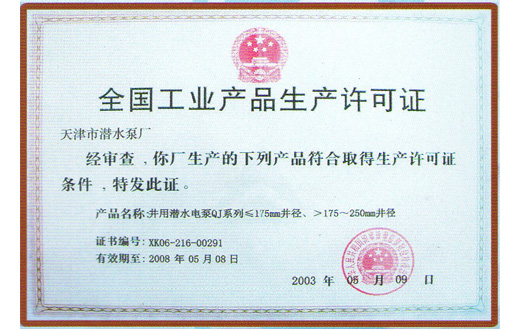 全国工业产品生产许可证
天津市潜水泵厂
经审查,你厂生产的下列产品符合取得生产许可证
条件,特发此证。
产品名称:井用潜水电泵QJ系列≤175mm井径、>175～250mm井径
证书编号: XK06-216-00291
有效期至: 2008 年 05 月 08 日
2003 年 05 月 09 日